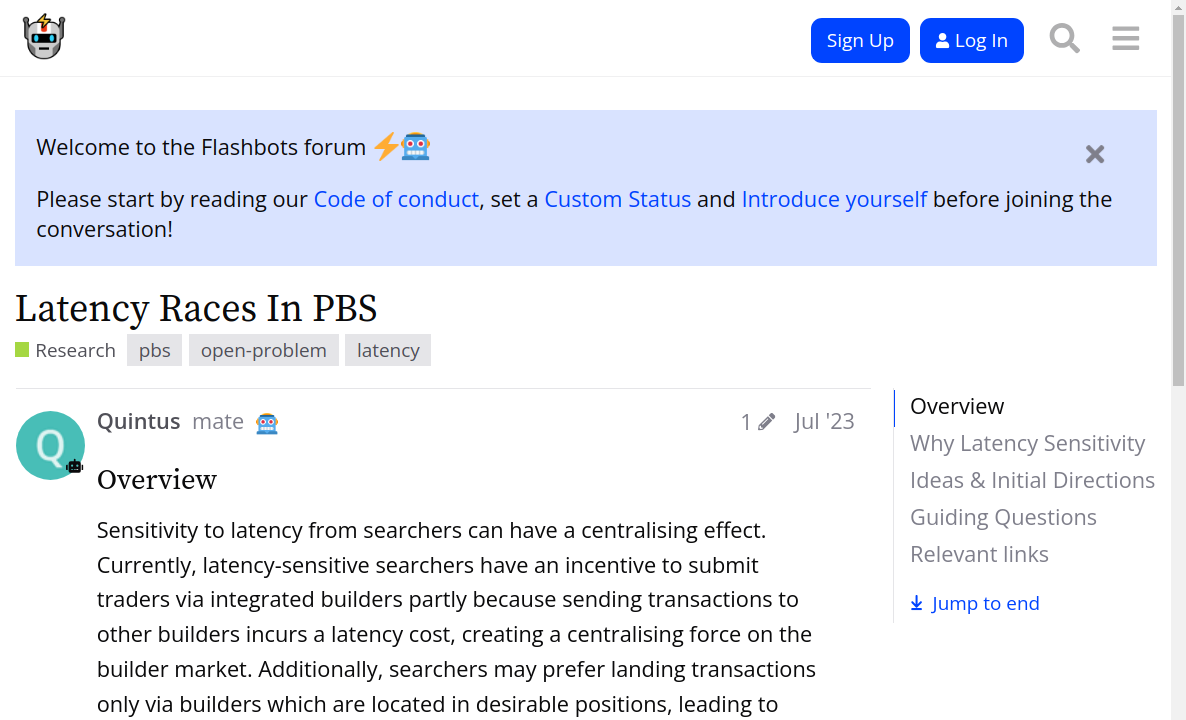 Sign Up
Log In
Welcome to the Flashbots forum
Please start by reading our Code of conduct, set a Custom Status and Introduce yourself before joining the
conversation!
Latency Races In PBS
Research pbs open-problem latency
Q
Quintus mate 1 Jul '23
Overview
Sensitivity to latency from searchers can have a centralising effect.
Currently, latency-sensitive searchers have an incentive to submit
traders via integrated builders partly because sending transactions to
other builders incurs a latency cost, creating a centralising force on the
builder market. Additionally, searchers may prefer landing transactions
only via builders which are located in desirable positions, leading to
Overview
Why Latency Sensitivity
Ideas & Initial Directions
Guiding Questions
Relevant links
Jump to end